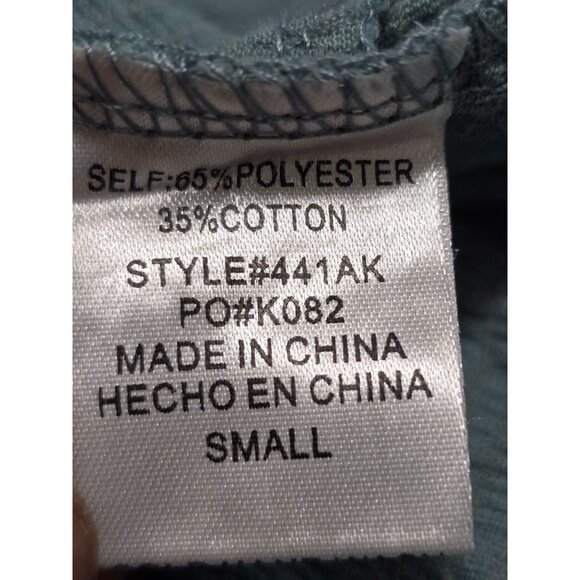 SELF:65%POLYESTER
35%COTTON
STYLE#441AK
PO#K082
MADE IN CHINA
HECHO EN CHINA
SMALL